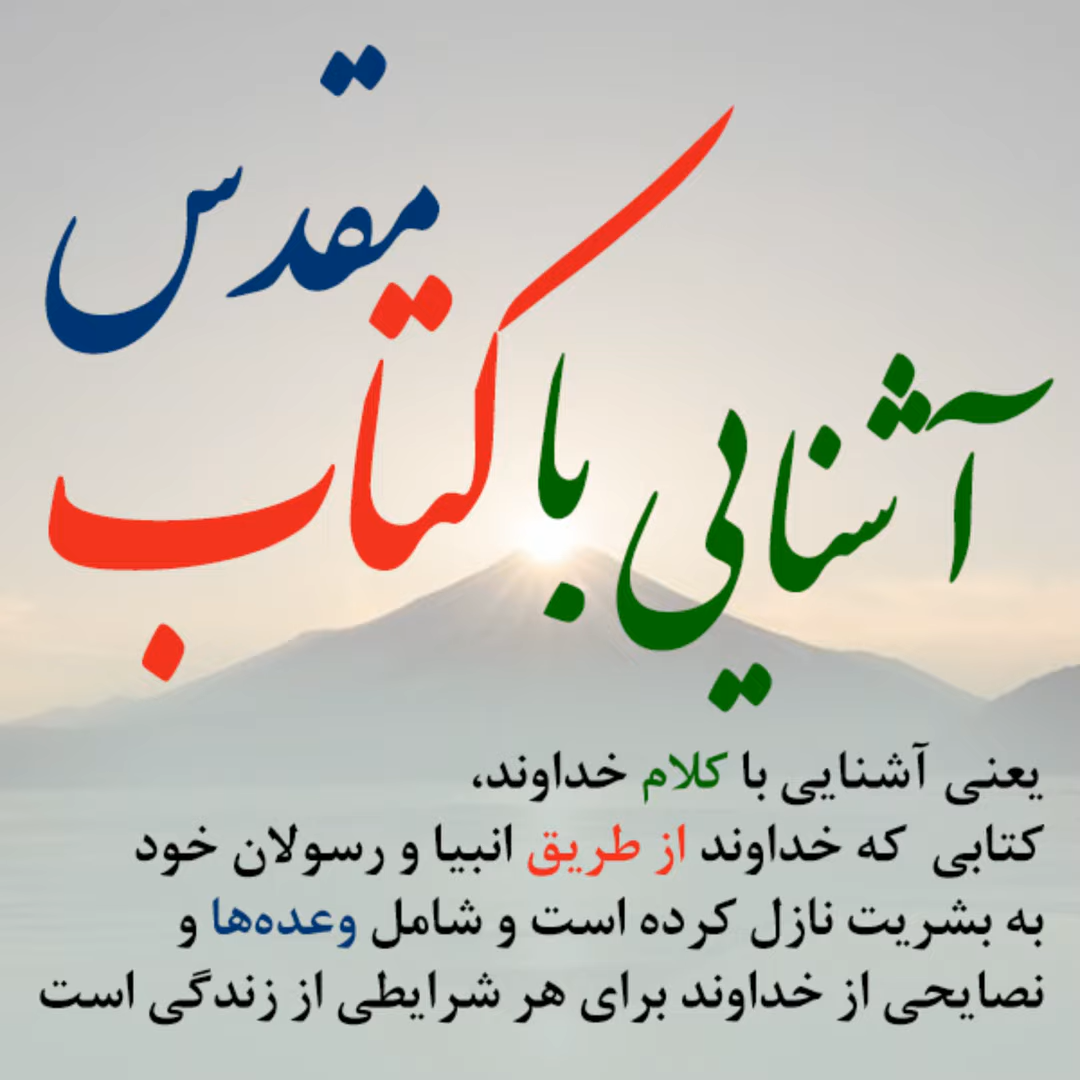 آشنایی با کتاب مقدس
یعنی آشنایی با کلام خداوند،
کتابی که خداوند از طریق انبیا و رسولان خود
به بشریت نازل کرده است و شامل وعده‌ها و
نصایحی از خداوند برای هر شرایطی از زندگی است